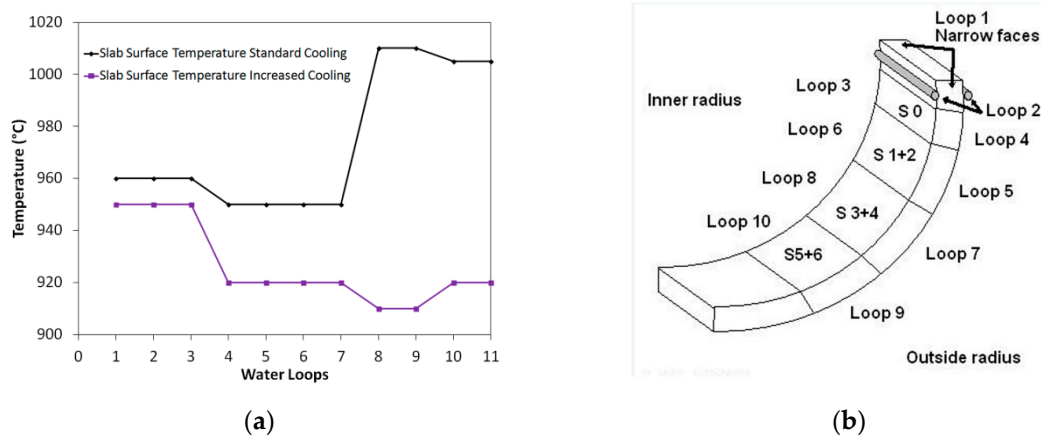 1020
1000
980
960
940
920
900
Temperature (°C)
Slab Surface Temperature Standard Cooling
Slab Surface Temperature Increased Cooling
0 1 2 3 4 5 6 7 8 9 10 11
Water Loops
(a)
Loop 1
Narrow faces
Inner radius
Loop 3
Loop 2
S 0
Loop 4
Loop 6
S 1+2
Loop 5
Loop 8
S 3+4
Loop 10
S5+6
Loop 7
Loop 9
Outside radius
(b)